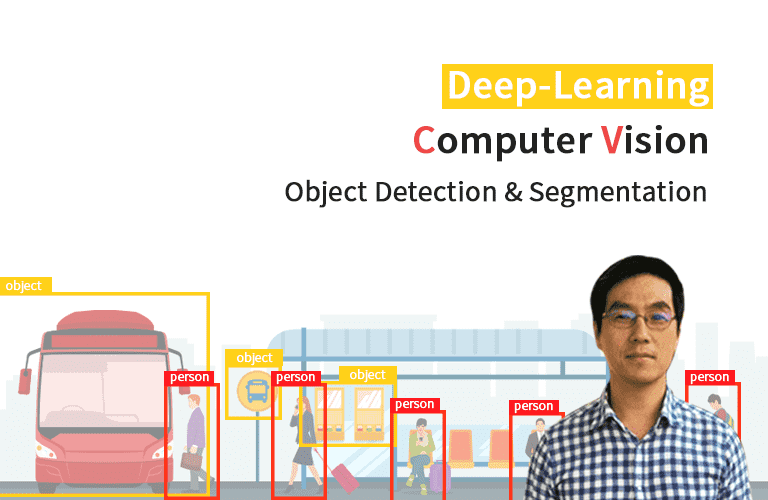 Deep-Learning
Computer Vision
Object Detection & Segmentation
object
object
object
person
person
person
person
person